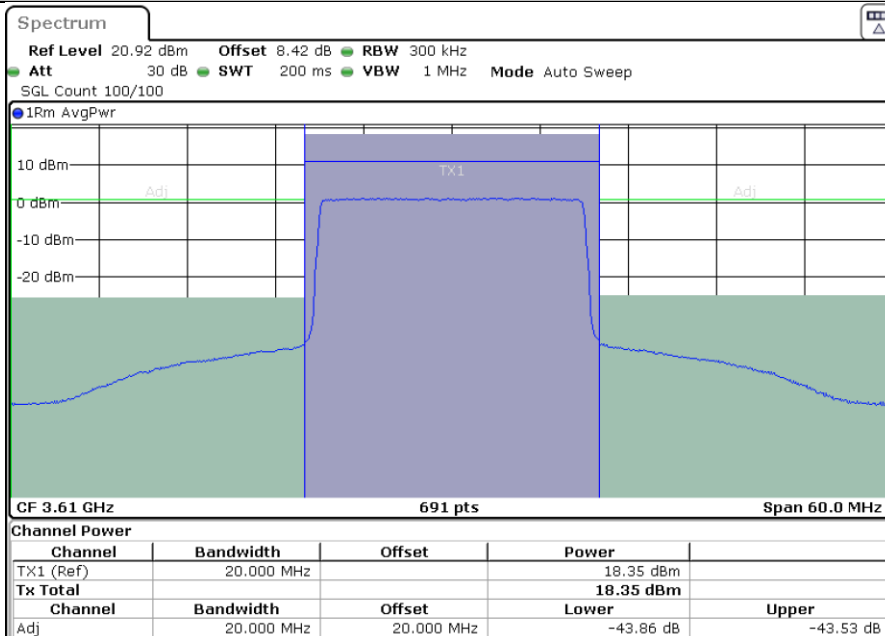 Spectrum
Ref Level 20.92 dBm Offset 8.42 dB RBW 300 kHz
Att 30 dB SWT 200 ms VBW 1 MHz Mode Auto Sweep
SGL Count 100/100
1Rm AvgPwr
10 dBm
TX1
Adj Adj
0 dBm
-10 dBm
-20 dBm
CF 3.61 GHz 691 pts Span 60.0 MHz
Channel Power
Channel Bandwidth Offset Power
TX1 (Ref) 20.000 MHz 18.35 dBm
Tx Total 18.35 dBm
Channel Bandwidth Offset Lower Upper
Adj 20.000 MHz 20.000 MHz -43.86 dB -43.53 dB